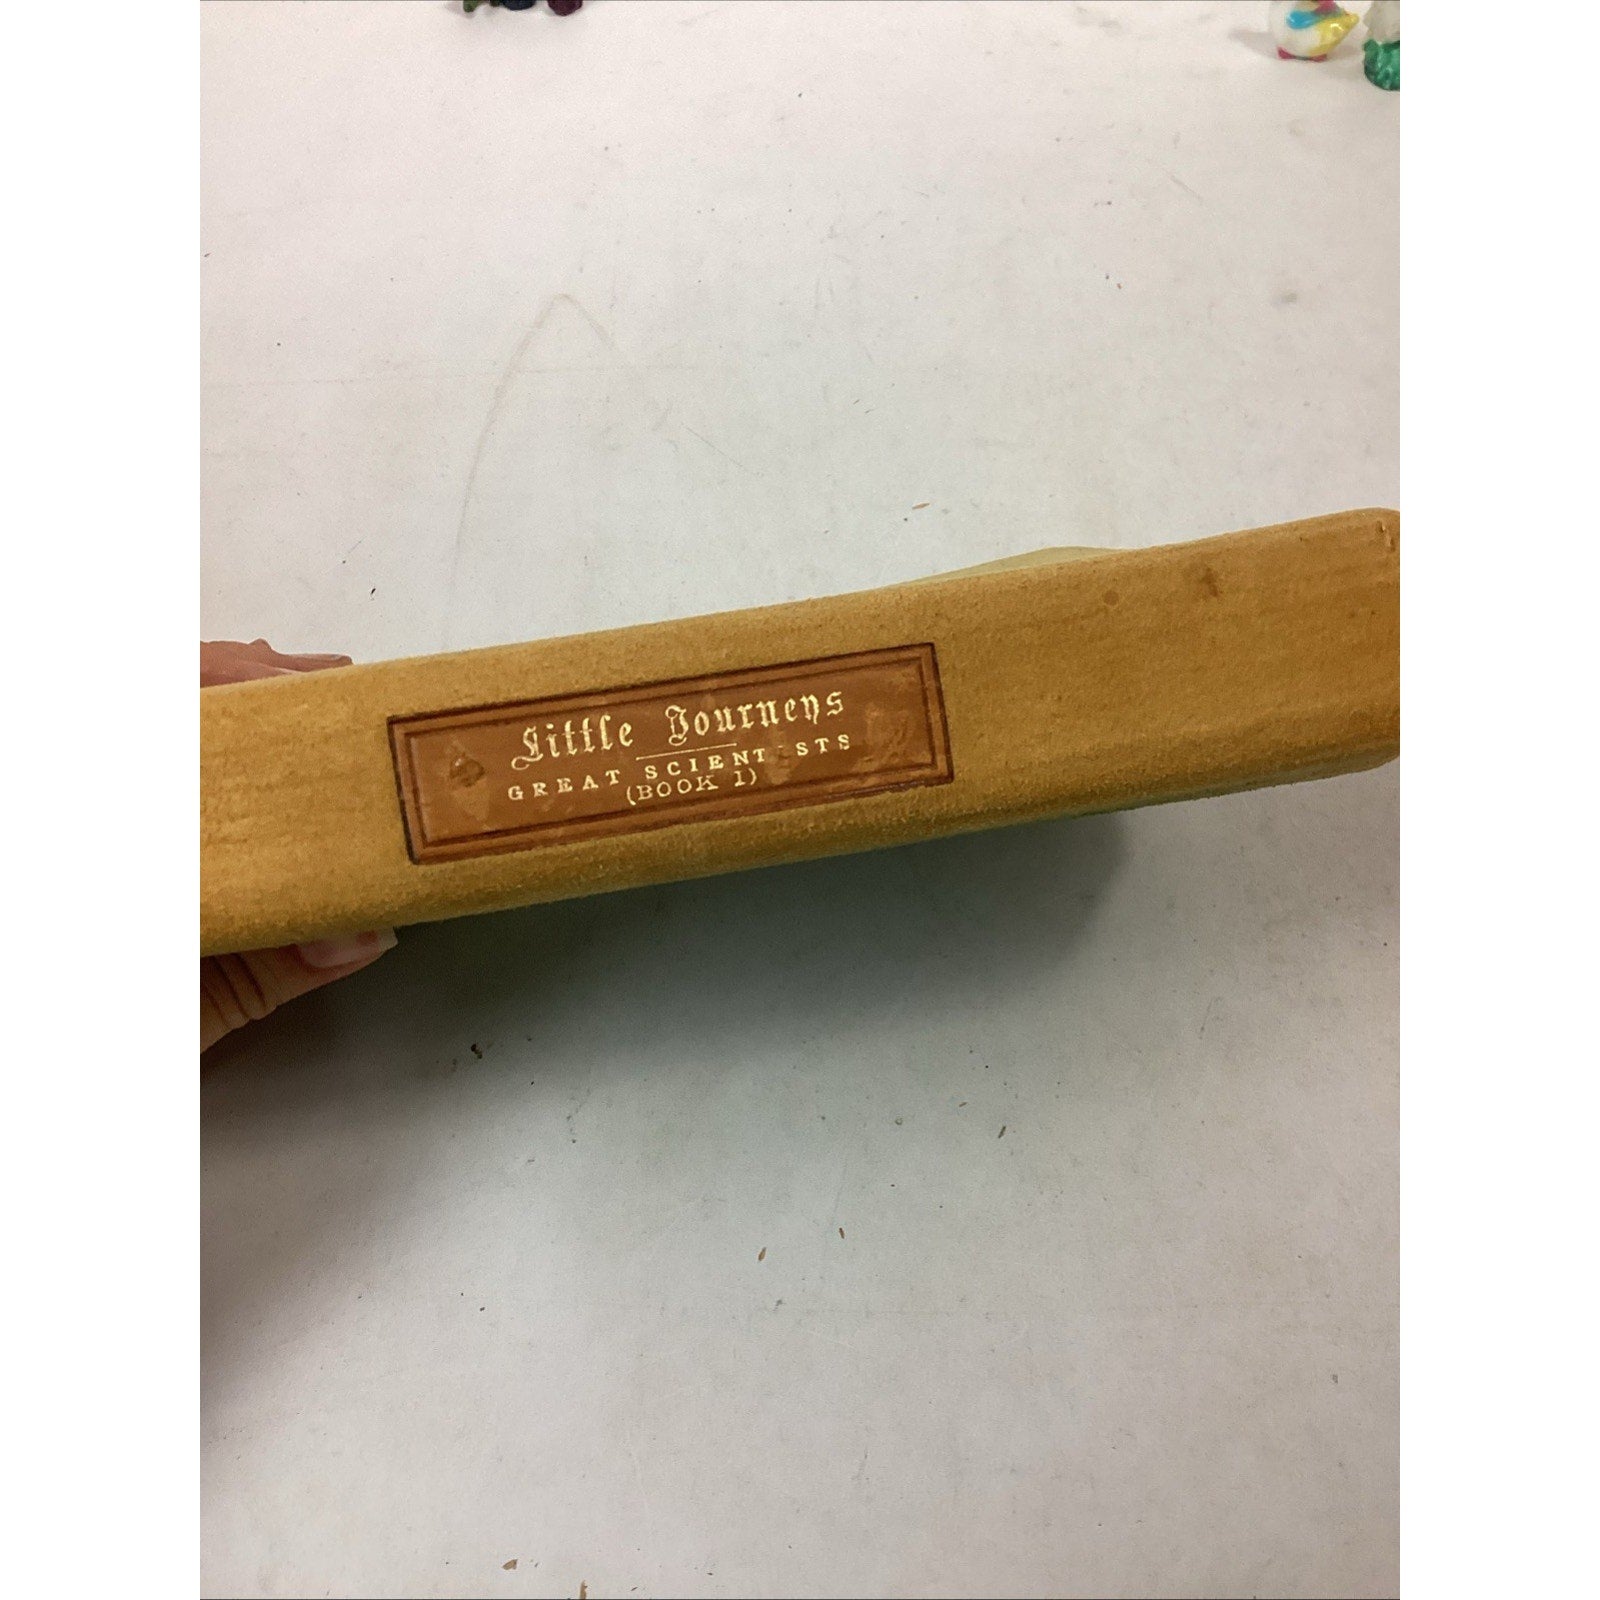 Little Journeys
GREAT SCIENTISTS
(BOOK 1)